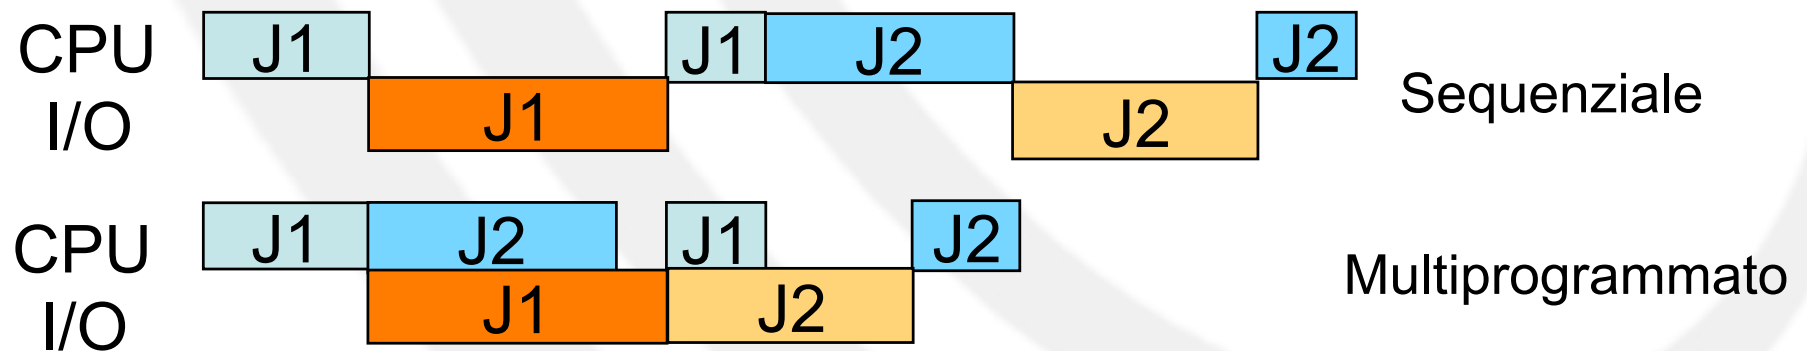 CPU J1 J1 J2 J2
I/O J1 J2 Sequenziale
CPU J1 J2 J1 J2
I/O J1 J2 Multiprogrammato